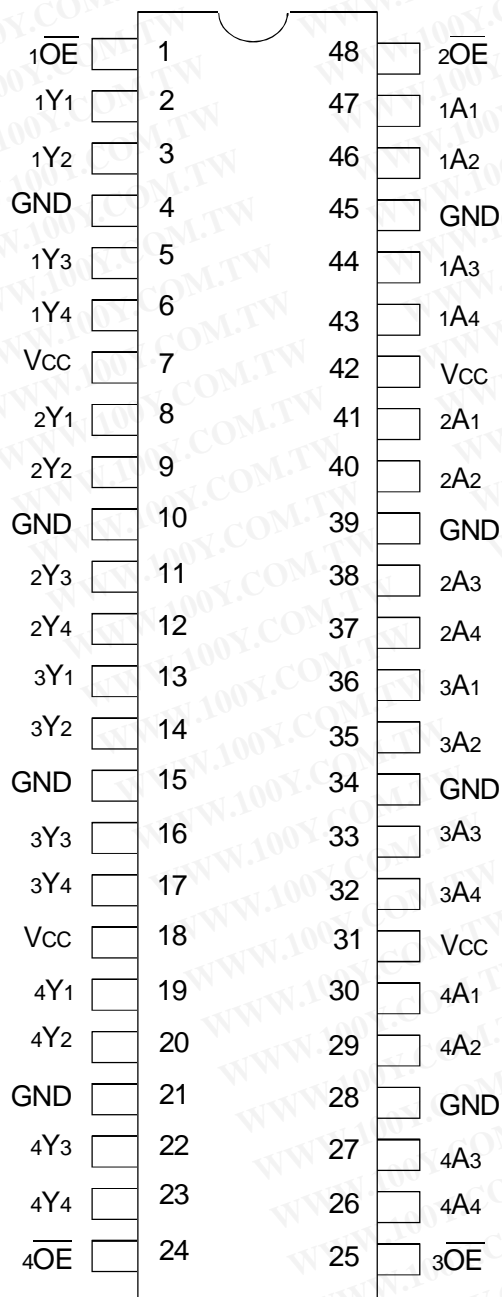 1OE 1 48 2OE
1Y1 2 47 1A1
1Y2 3 46 1A2
GND 4 45 GND
1Y3 5 44 1A3
1Y4 6 43 1A4
VCC 7 42 VCC
2Y1 8 41 2A1
2Y2 9 40 2A2
GND 10 39 GND
2Y3 11 38 2A3
2Y4 12 37 2A4
3Y1 13 36 3A1
3Y2 14 35 3A2
GND 15 34 GND
3Y3 16 33 3A3
3Y4 17 32 3A4
VCC 18 31 VCC
4Y1 19 30 4A1
4Y2 20 29 4A2
GND 21 28 GND
4Y3 22 27 4A3
4Y4 23 26 4A4
4OE 24 25 3OE
WWW.100Y.COM.TW